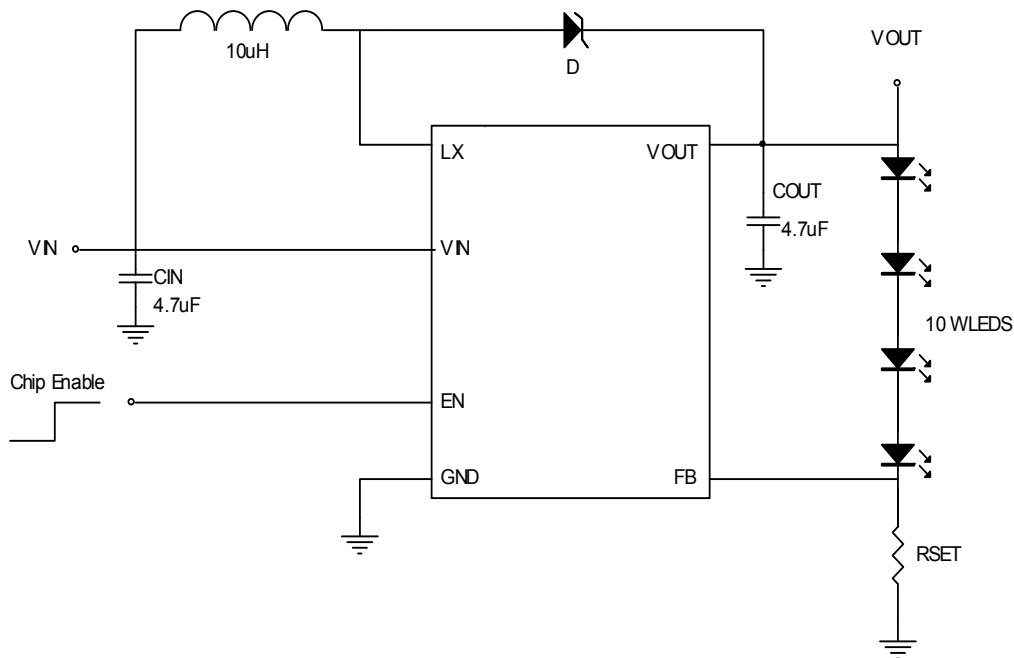 10uH
D
VOUT
LX
VOUT
COUT
4.7uF
VIN
VIN
CIN
4.7uF
10 WLEDS
Chip Enable
EN
GND
FB
RSET